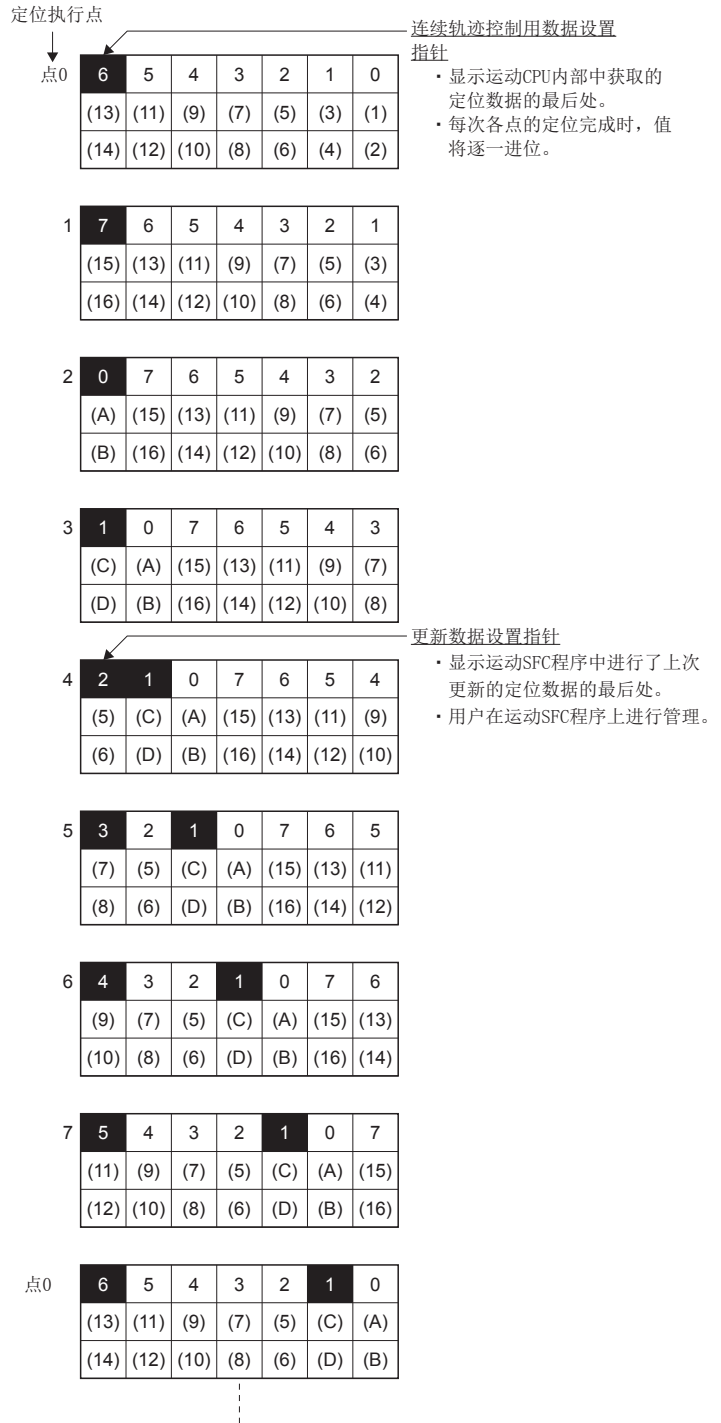 定位执行点
连续轨迹控制用数据设置
指针
・显示运动CPU内部中获取的
定位数据的最后处。
・每次各点的定位完成时，值
将逐一进位。
点0 6 5 4 3 2 1 0
(13) (11) (9) (7) (5) (3) (1)
(14) (12) (10) (8) (6) (4) (2)
1 7 6 5 4 3 2 1
(15) (13) (11) (9) (7) (5) (3)
(16) (14) (12) (10) (8) (6) (4)
2 0 7 6 5 4 3 2
(A) (15) (13) (11) (9) (7) (5)
(B) (16) (14) (12) (10) (8) (6)
3 1 0 7 6 5 4 3
(C) (A) (15) (13) (11) (9) (7)
(D) (B) (16) (14) (12) (10) (8)
更新数据设置指针
・显示运动SFC程序中进行了上次
更新的定位数据的最后处。
・用户在运动SFC程序上进行管理。
4 2 1 0 7 6 5 4
(5) (C) (A) (15) (13) (11) (9)
(6) (D) (B) (16) (14) (12) (10)
5 3 2 1 0 7 6 5
(7) (5) (C) (A) (15) (13) (11)
(8) (6) (D) (B) (16) (14) (12)
6 4 3 2 1 0 7 6
(9) (7) (5) (C) (A) (15) (13)
(10) (8) (6) (D) (B) (16) (14)
7 5 4 3 2 1 0 7
(11) (9) (7) (5) (C) (A) (15)
(12) (10) (8) (6) (D) (B) (16)
点0 6 5 4 3 2 1 0
(13) (11) (9) (7) (5) (C) (A)
(14) (12) (10) (8) (6) (D) (B)